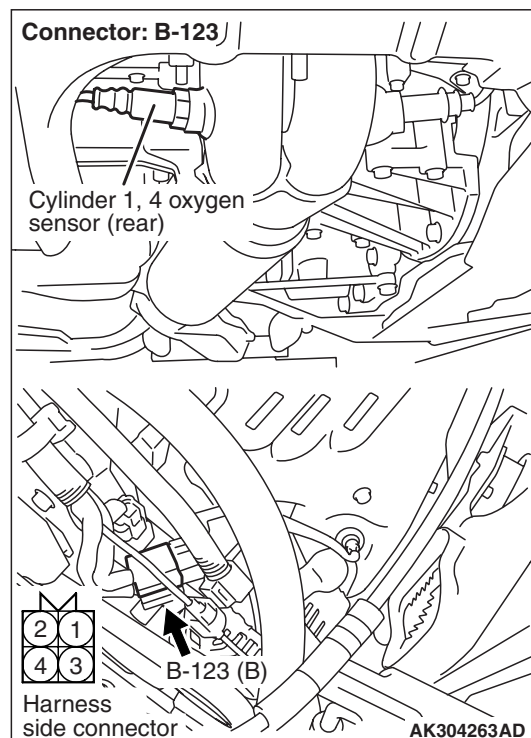 Connector: B-123
Cylinder 1, 4 oxygen
sensor (rear)
2 1
4 3
B-123 (B)
Harness
side connector
AK304263AD